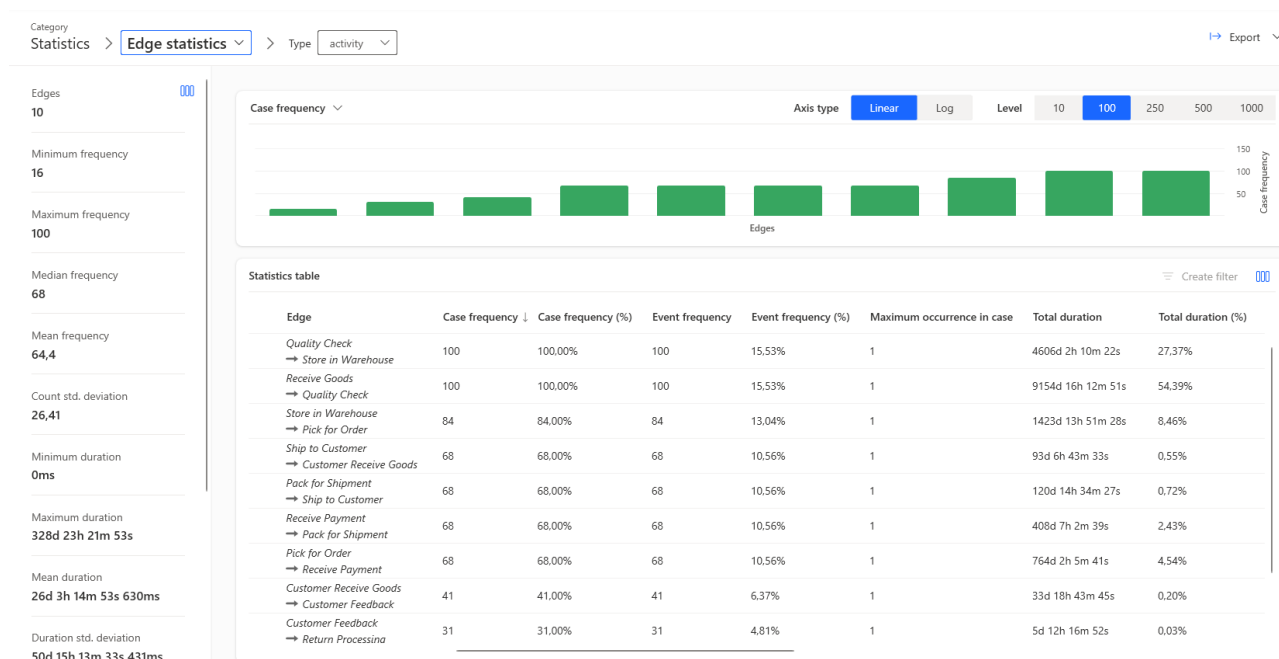 Category
Statistics > Edge statistics > Type activity
Export
Edges
10
Minimum frequency
16
Maximum frequency
100
Median frequency
68
Mean frequency
64,4
Count std. deviation
26,41
Minimum duration
0ms
Maximum duration
328d 23h 21m 53s
Mean duration
26d 3h 14m 53s 630ms
Duration std. deviation
50d 15h 13m 33s 431ms
Case frequency Axis type Linear Log Level 10 100 250 500 1000
150
100
50
Case frequency
Edges
Statistics table Create filter
Edge Case frequency ↓ Case frequency (%) Event frequency Event frequency (%) Maximum occurrence in case Total duration Total duration (%)
Quality Check
→ Store in Warehouse 100 100,00% 100 15,53% 1 4606d 2h 10m 22s 27,37%
Receive Goods
→ Quality Check 100 100,00% 100 15,53% 1 9154d 16h 12m 51s 54,39%
Store in Warehouse
→ Pick for Order 84 84,00% 84 13,04% 1 1423d 13h 51m 28s 8,46%
Ship to Customer
→ Customer Receive Goods 68 68,00% 68 10,56% 1 93d 6h 43m 33s 0,55%
Pack for Shipment
→ Ship to Customer 68 68,00% 68 10,56% 1 120d 14h 34m 27s 0,72%
Receive Payment
→ Pack for Shipment 68 68,00% 68 10,56% 1 408d 7h 2m 39s 2,43%
Pick for Order
→ Receive Payment 68 68,00% 68 10,56% 1 764d 2h 5m 41s 4,54%
Customer Receive Goods
→ Customer Feedback 41 41,00% 41 6,37% 1 33d 18h 43m 45s 0,20%
Customer Feedback
→ Return Processing 31 31,00% 31 4,81% 1 5d 12h 16m 52s 0,03%